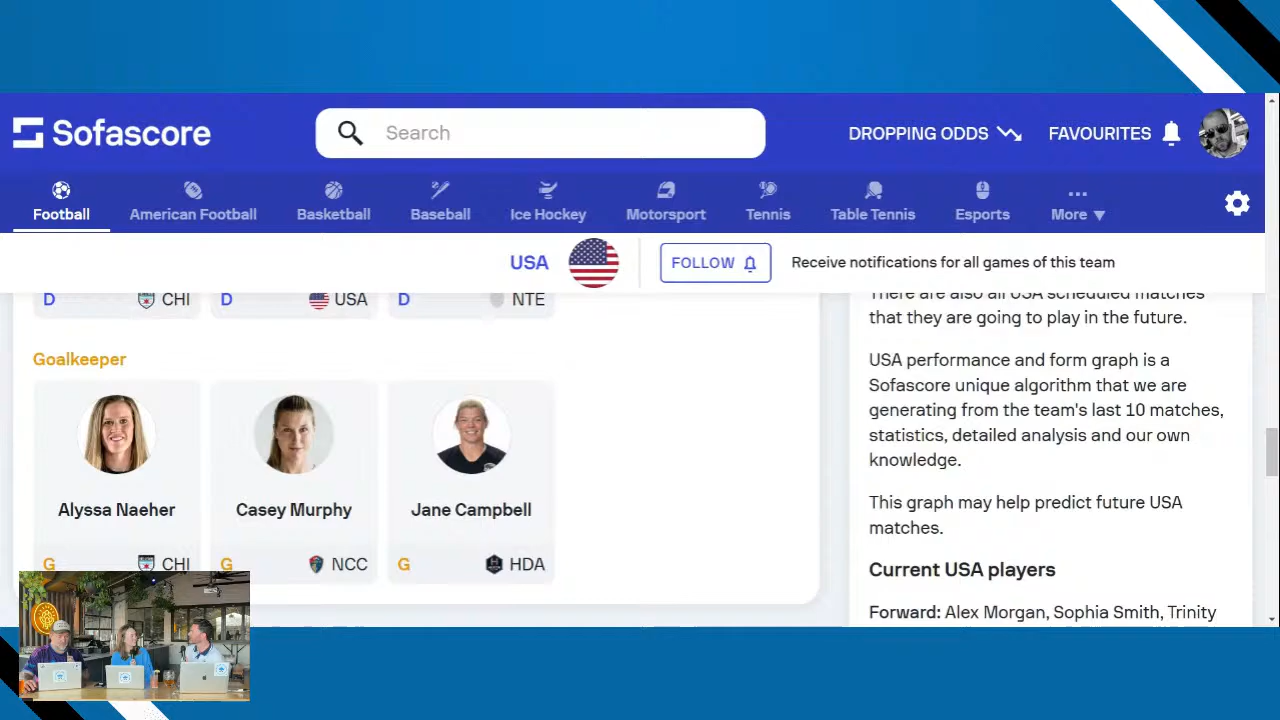 Sofascore
Search
DROPPING ODDS
FAVOURITES
Football
American Football
Basketball
Baseball
Ice Hockey
Motorsport
Tennis
Table Tennis
Esports
More
USA
FOLLOW
Receive notifications for all games of this team
D CHI
D USA
D NTE
Goalkeeper
Alyssa Naeher
Casey Murphy
Jane Campbell
G CHI
G NCC
G HDA
There are also all USA scheduled matches
that they are going to play in the future.
USA performance and form graph is a
Sofascore unique algorithm that we are
generating from the team's last 10 matches,
statistics, detailed analysis and our own
knowledge.
This graph may help predict future USA
matches.
Current USA players
Forward: Alex Morgan, Sophia Smith, Trinity